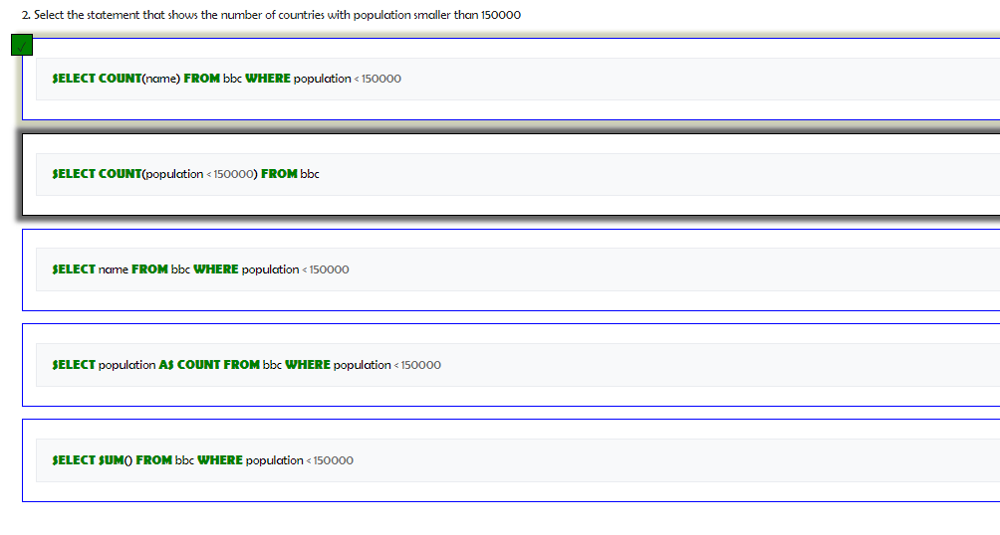 2. Select the statement that shows the number of countries with population smaller than 150000
✓
SELECT COUNT(name) FROM bbc WHERE population < 150000
SELECT COUNT(population < 150000) FROM bbc
SELECT name FROM bbc WHERE population < 150000
SELECT population AS COUNT FROM bbc WHERE population < 150000
SELECT SUM() FROM bbc WHERE population < 150000